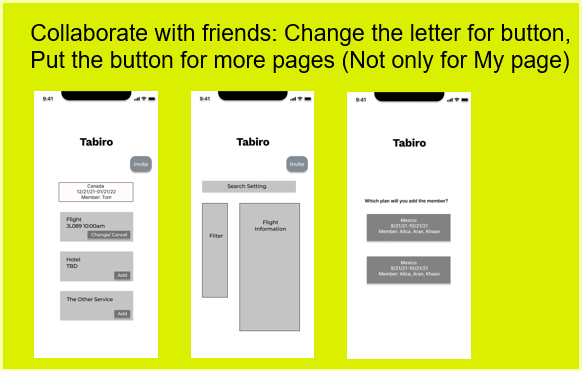 Collaborate with friends: Change the letter for button,
Put the button for more pages (Not only for My page)
9:41
Tabiro
Invite
Canada
12/21/21-01/21/22
Member: Tom
Flight
JL089 10:00am
Change/ Cancel
Hotel
TBD
Add
The Other Service
Add
9:41
Tabiro
Invite
Search Setting
Filter
Flight
Information
9:41
Tabiro
Which plan will you add the member?
Mexico
9/21/21-10/21/21
Member: Alica, Aran, Khaan
Mexico
9/21/21-10/21/21
Member: Alica, Aran, Khaan